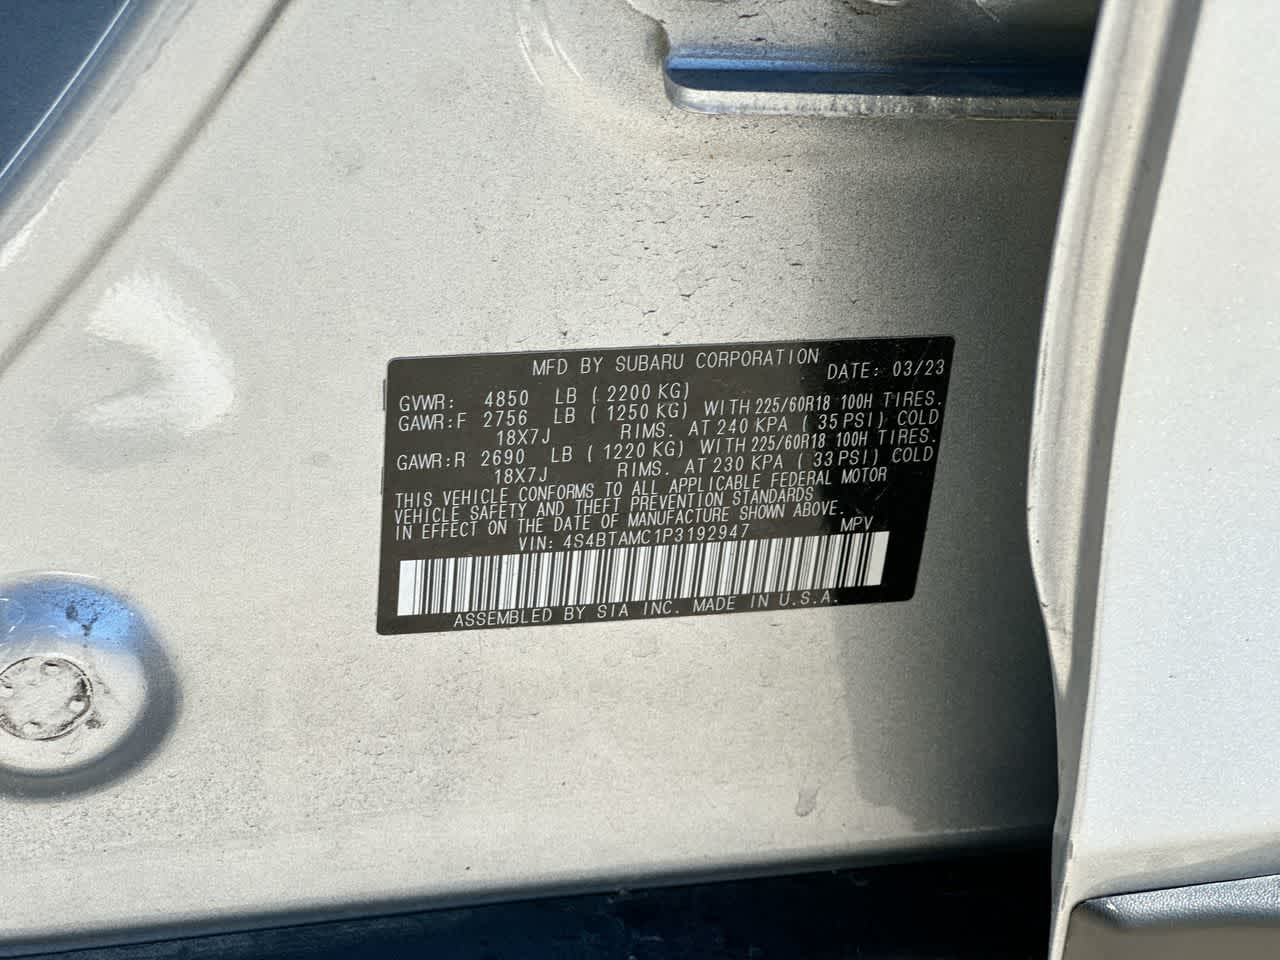 MFD BY SUBARU CORPORATION DATE: 03/23
GVWR: 4850 LB ( 2200 KG)
GAWR:F 2756 LB ( 1250 KG) WITH 225/60R18 100H TIRES.
18X7J RIMS. AT 240 KPA ( 35 PSI) COLD
GAWR:R 2690 LB ( 1220 KG) WITH 225/60R18 100H TIRES.
18X7J RIMS. AT 230 KPA ( 33 PSI) COLD
THIS VEHICLE CONFORMS TO ALL APPLICABLE FEDERAL MOTOR
VEHICLE SAFETY AND THEFT PREVENTION STANDARDS
IN EFFECT ON THE DATE OF MANUFACTURE SHOWN ABOVE.
VIN: 4S4BTAMC1P3192947 MPV
ASSEMBLED BY SIA INC. MADE IN U.S.A.